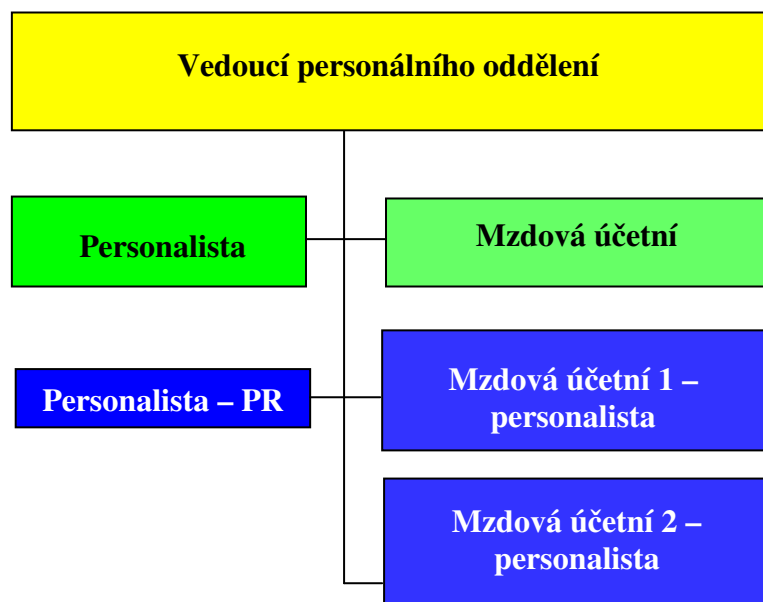 Vedoucí personálního oddělení
Personalista
Mzdová účetní
Personalista – PR
Mzdová účetní 1 –
personalista
Mzdová účetní 2 –
personalista